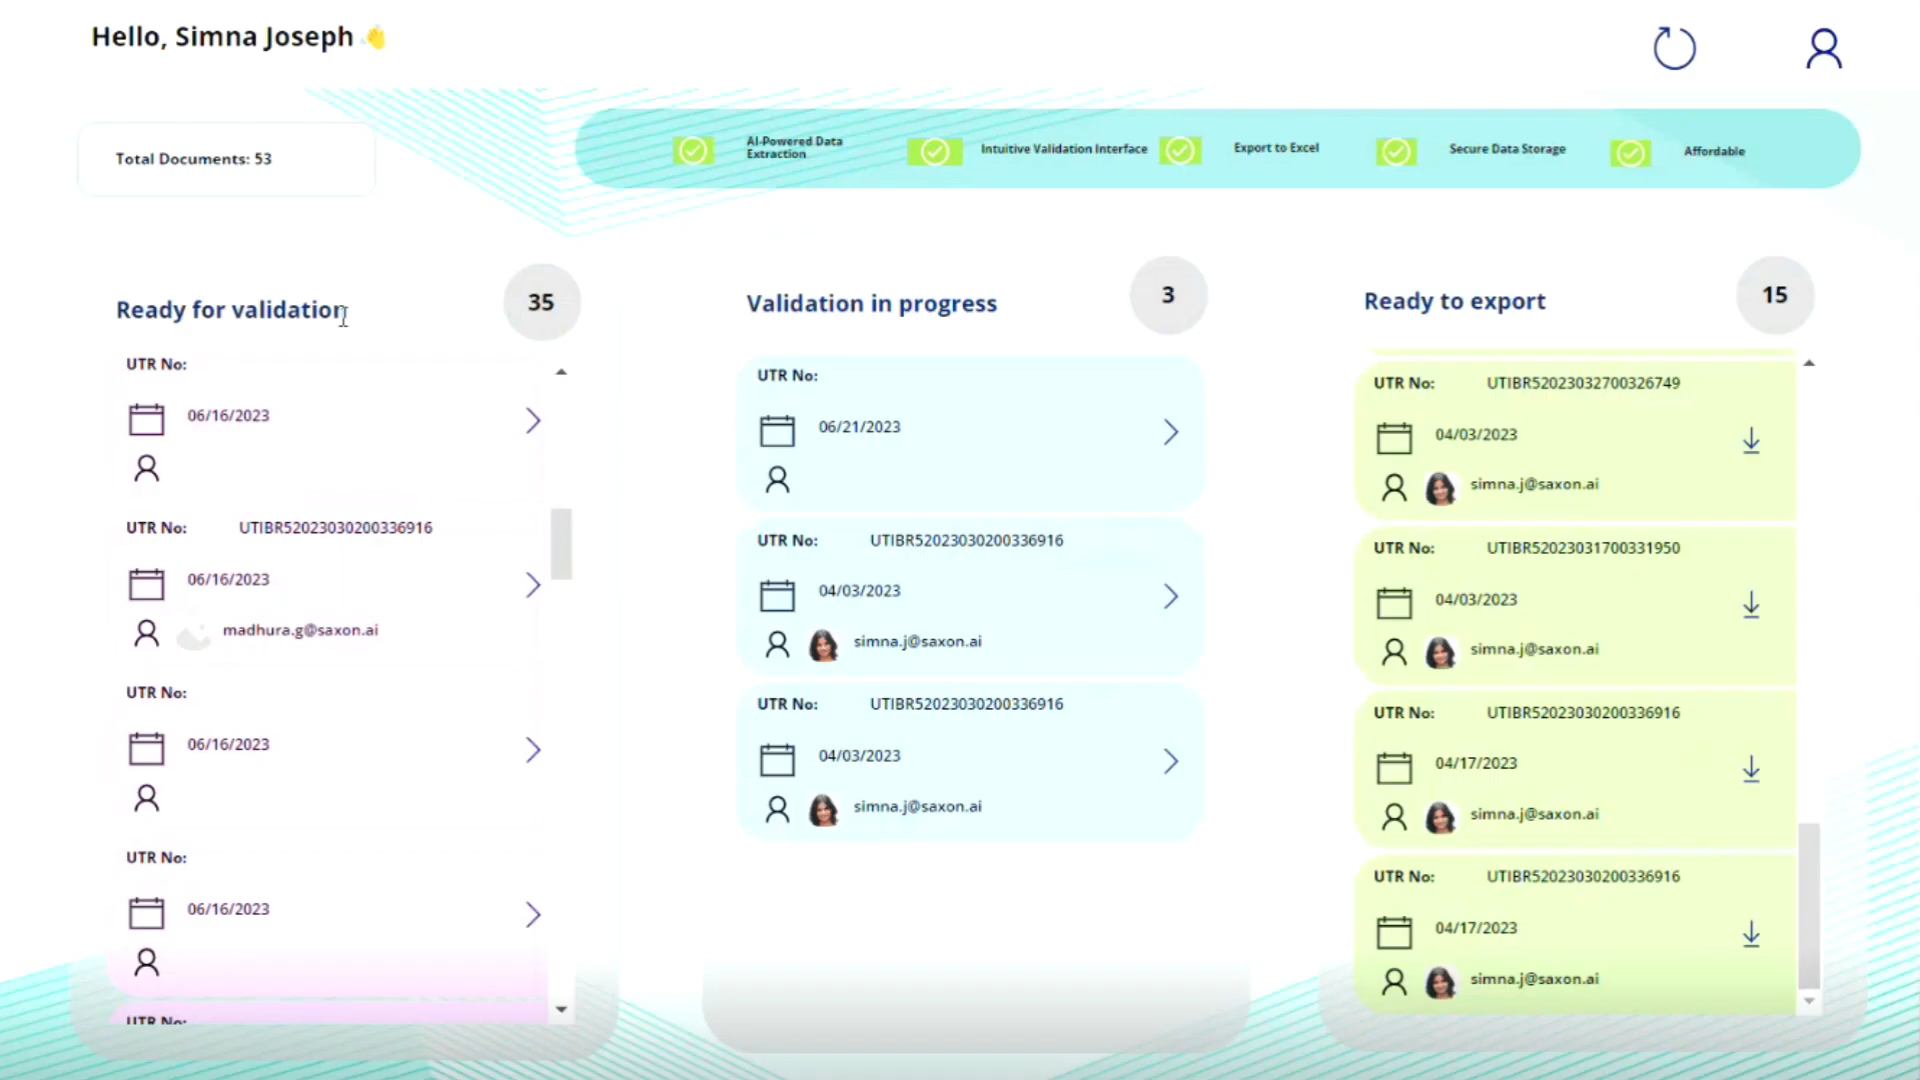 Hello, Simna Joseph 👋
Total Documents: 53
AI-Powered Data
Extraction
Intuitive Validation Interface
Export to Excel
Secure Data Storage
Affordable
Ready for validation
35
UTR No:
06/16/2023
UTR No: UTIBR52023030200336916
06/16/2023
madhura.g@saxon.ai
UTR No:
06/16/2023
UTR No:
06/16/2023
UTR No:
Validation in progress
3
UTR No:
06/21/2023
UTR No: UTIBR52023030200336916
04/03/2023
simna.j@saxon.ai
UTR No: UTIBR52023030200336916
04/03/2023
simna.j@saxon.ai
Ready to export
15
UTR No: UTIBR52023032700326749
04/03/2023
simna.j@saxon.ai
UTR No: UTIBR52023031700331950
04/03/2023
simna.j@saxon.ai
UTR No: UTIBR52023030200336916
04/17/2023
simna.j@saxon.ai
UTR No: UTIBR52023030200336916
04/17/2023
simna.j@saxon.ai